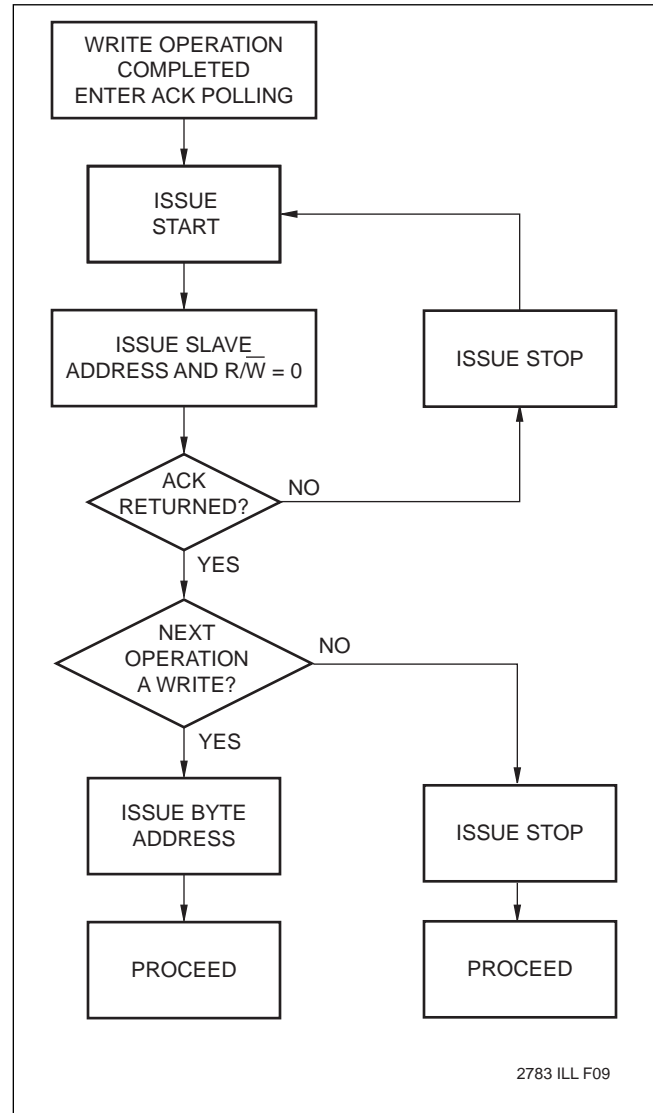 WRITE OPERATION
COMPLETED
ENTER ACK POLLING
ISSUE
START
ISSUE SLAVE
ADDRESS AND R/W̅ = 0
ISSUE STOP
ACK
RETURNED?
NO
YES
NEXT
OPERATION
A WRITE?
NO
YES
ISSUE BYTE
ADDRESS
ISSUE STOP
PROCEED
PROCEED
2783 ILL F09